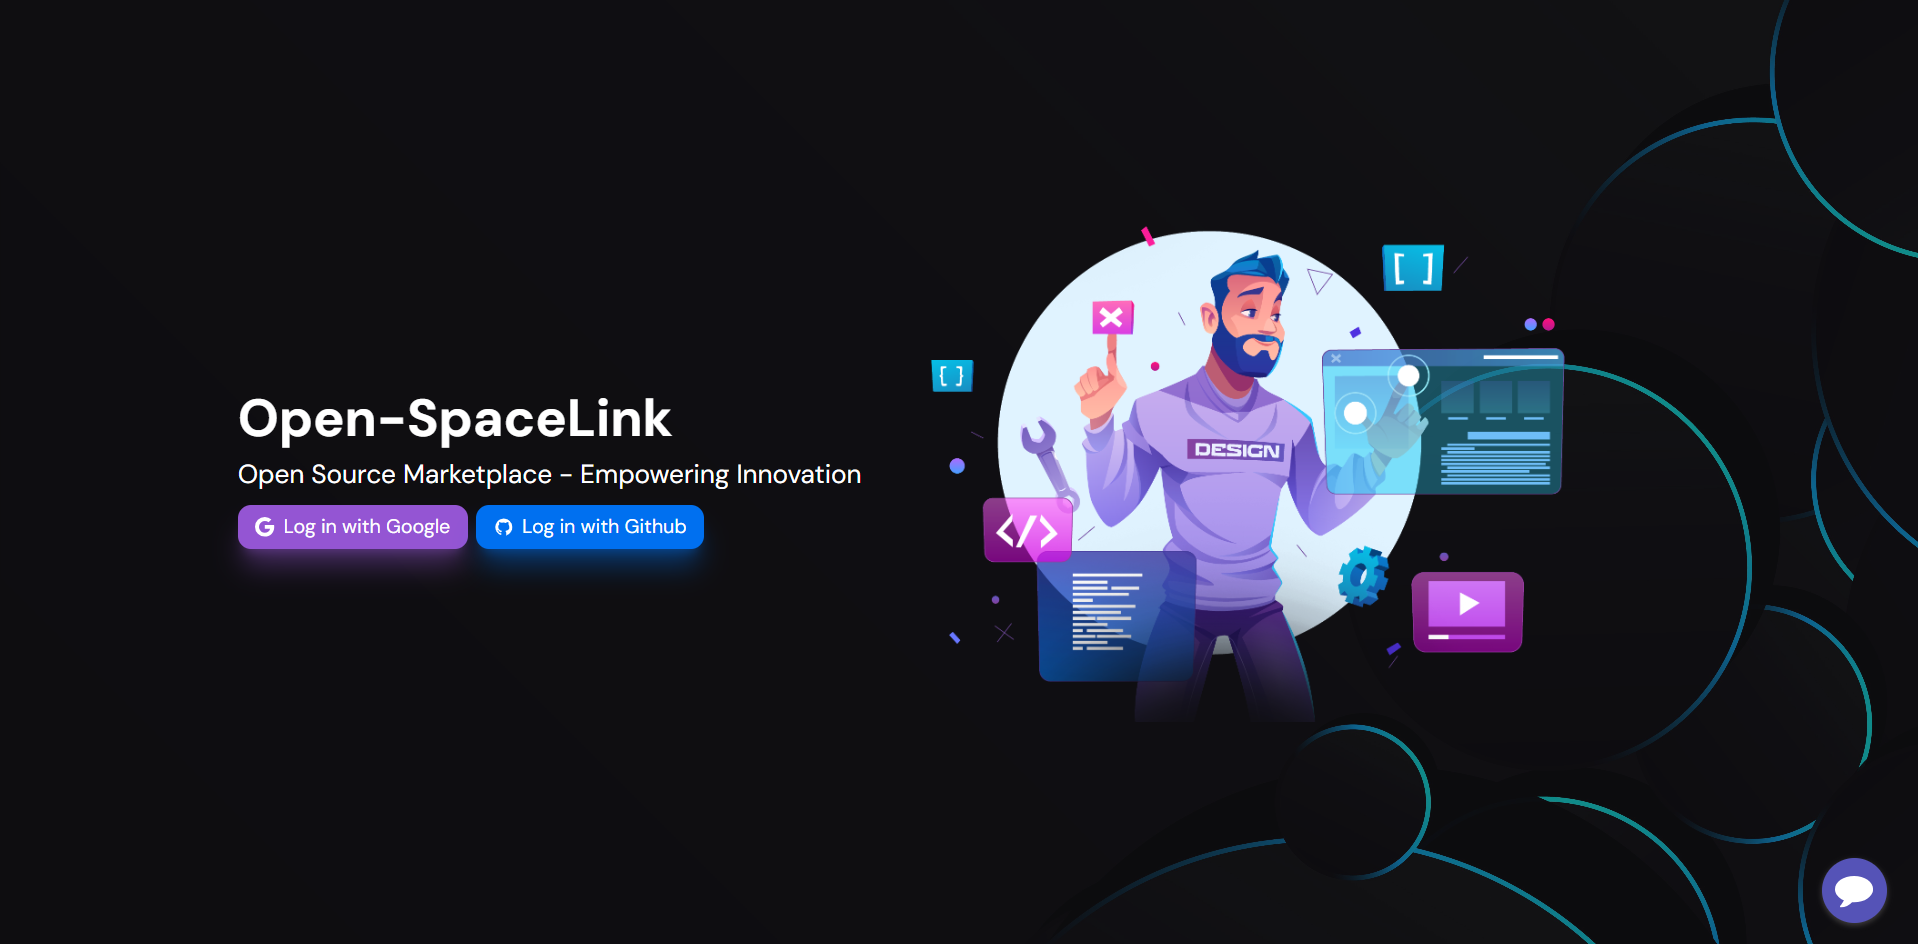 Open-SpaceLink
Open Source Marketplace - Empowering Innovation
Log in with Google
Log in with Github
DESIGN
[ ]
{ }
</>